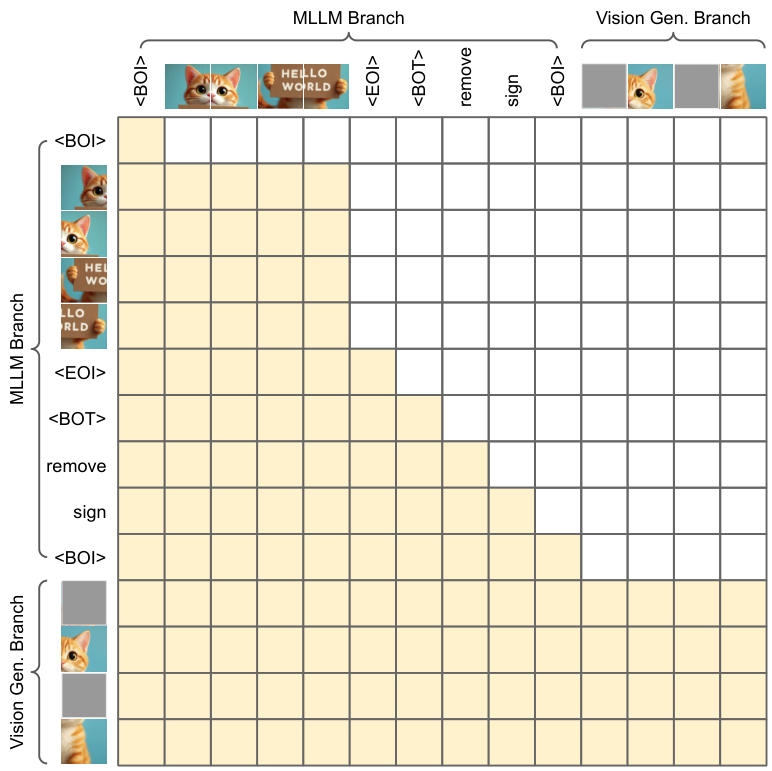 MLLM Branch
Vision Gen. Branch
<BOI>
HELLO
WORLD
<EOI>
<BOT>
remove
sign
<BOI>
MLLM Branch
<BOI>
HEL
WO
LLO
RLD
<EOI>
<BOT>
remove
sign
<BOI>
Vision Gen. Branch